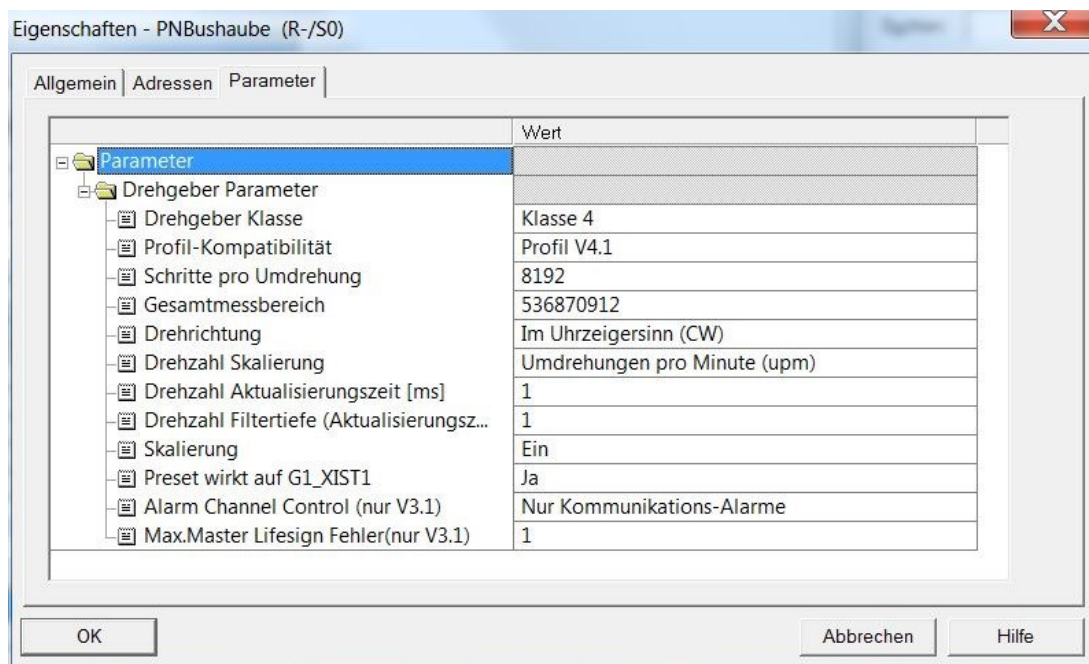 Eigenschaften - PNBushaube (R-/S0)
Allgemein Adressen Parameter
Wert
Parameter
Drehgeber Parameter
Drehgeber Klasse Klasse 4
Profil-Kompatibilität Profil V4.1
Schritte pro Umdrehung 8192
Gesamtmessbereich 536870912
Drehrichtung Im Uhrzeigersinn (CW)
Drehzahl Skalierung Umdrehungen pro Minute (upm)
Drehzahl Aktualisierungszeit [ms] 1
Drehzahl Filtertiefe (Aktualisierungsz... 1
Skalierung Ein
Preset wirkt auf G1_XIST1 Ja
Alarm Channel Control (nur V3.1) Nur Kommunikations-Alarme
Max.Master Lifesign Fehler(nur V3.1) 1
OK Abbrechen Hilfe